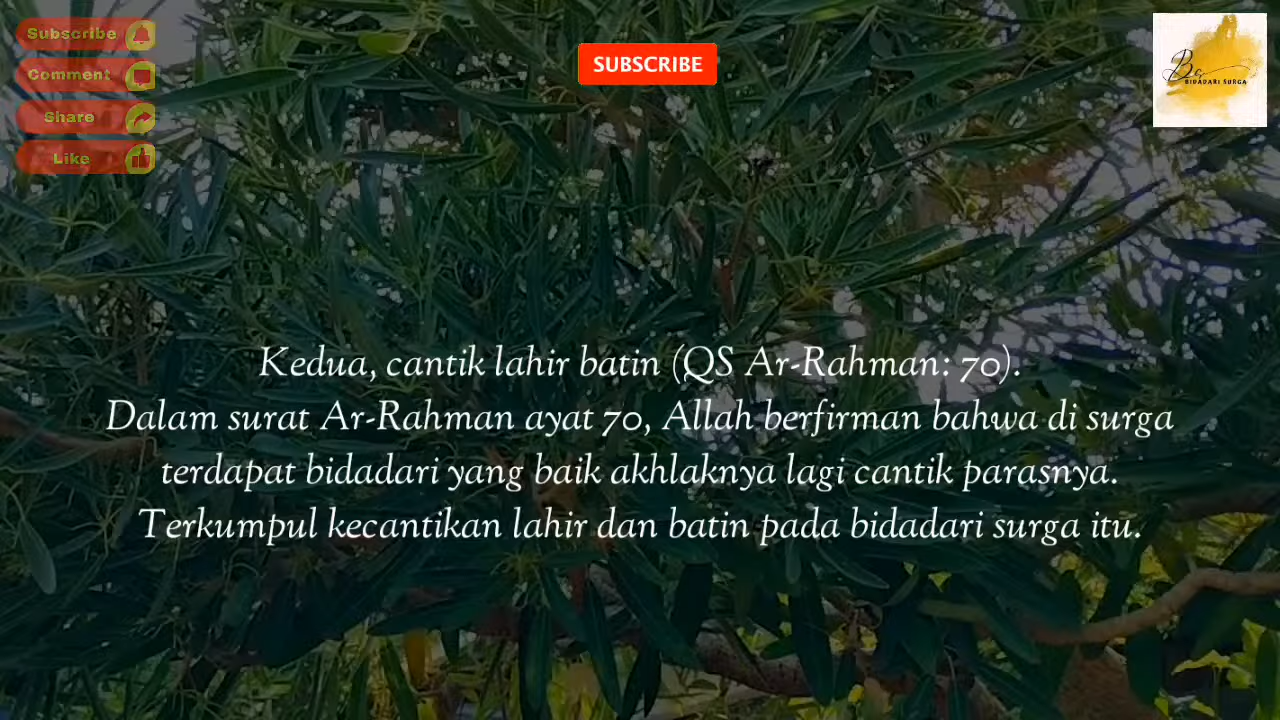 Subscribe
Comment
Share
Like
SUBSCRIBE
Bs
BIDADARI SURGA
Kedua, cantik lahir batin (QS Ar-Rahman: 70).
Dalam surat Ar-Rahman ayat 70, Allah berfirman bahwa di surga
terdapat bidadari yang baik akhlaknya lagi cantik parasnya.
Terkumpul kecantikan lahir dan batin pada bidadari surga itu.